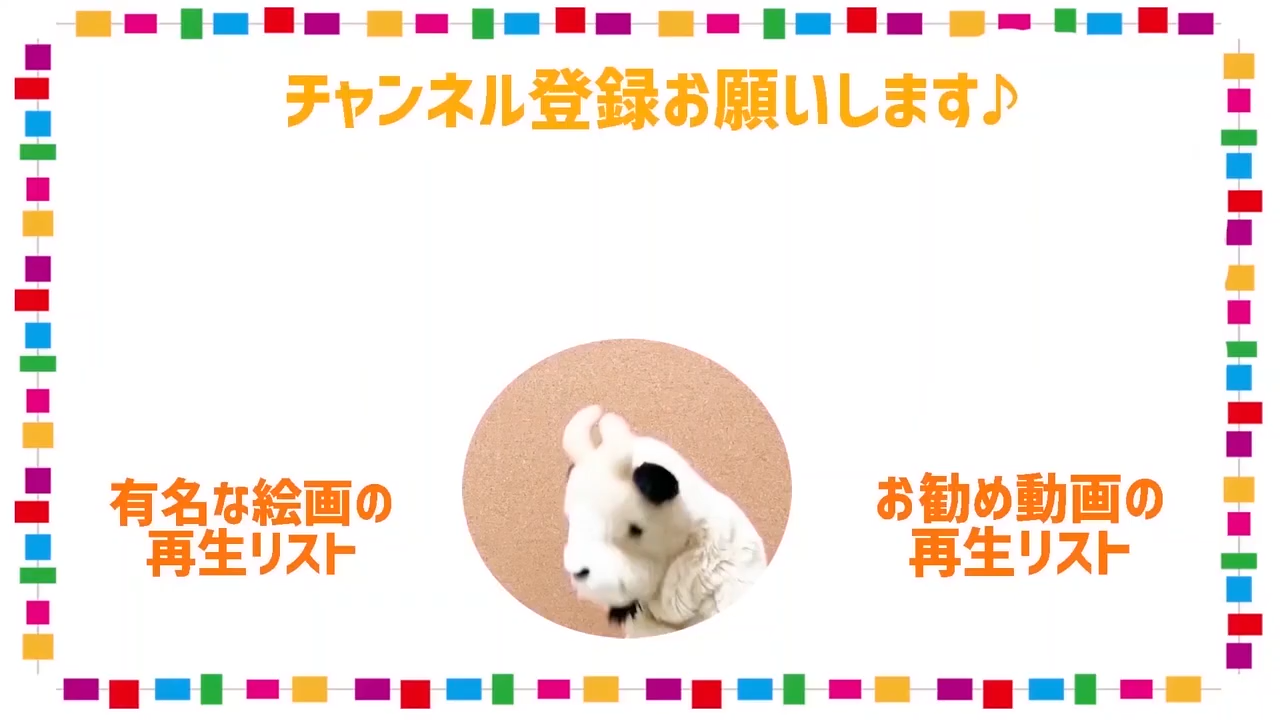 チャンネル登録お願いします♪
有名な絵画の
再生リスト
お勧め動画の
再生リスト